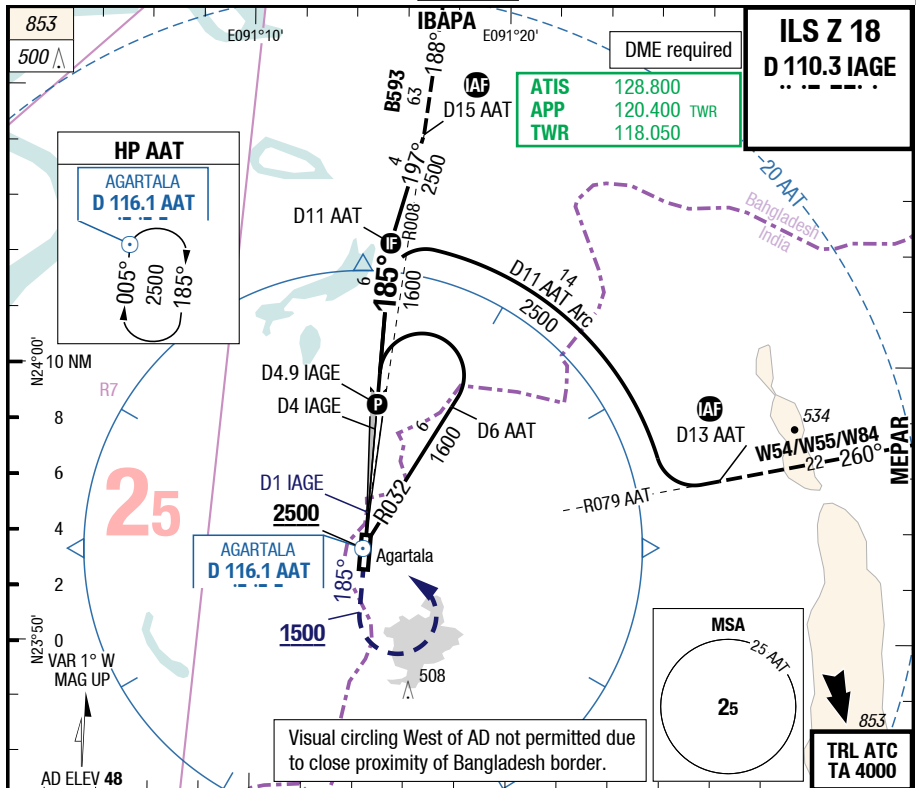 853
500
E091°10'
IBAPA
E091°20'
188°
B593
63
IAF
D15 AAT
DME required
ILS Z 18
D 110.3 IAGE
ATIS 128.800
APP 120.400 TWR
TWR 118.050
HP AAT
AGARTALA
D 116.1 AAT
005°
2500
185°
4
197°
2500
D11 AAT
IF
R008
6
185°
1600
20 AAT
Bahgladesh
India
14
D11 AAT Arc
2500
N24°00'
10 NM
R7
D4.9 IAGE
P
D4 IAGE
8
6
1600
D6 AAT
IAF
D13 AAT
534
W54/W55/W84
22
260°
MEPAR
R079 AAT
6
25
D1 IAGE
2500
R032
4
AGARTALA
D 116.1 AAT
Agartala
2
185°
1500
N23°50'
0
VAR 1° W
MAG UP
508
MSA
25 AAT
25
853
Visual circling West of AD not permitted due
to close proximity of Bangladesh border.
TRL ATC
TA 4000
AD ELEV 48